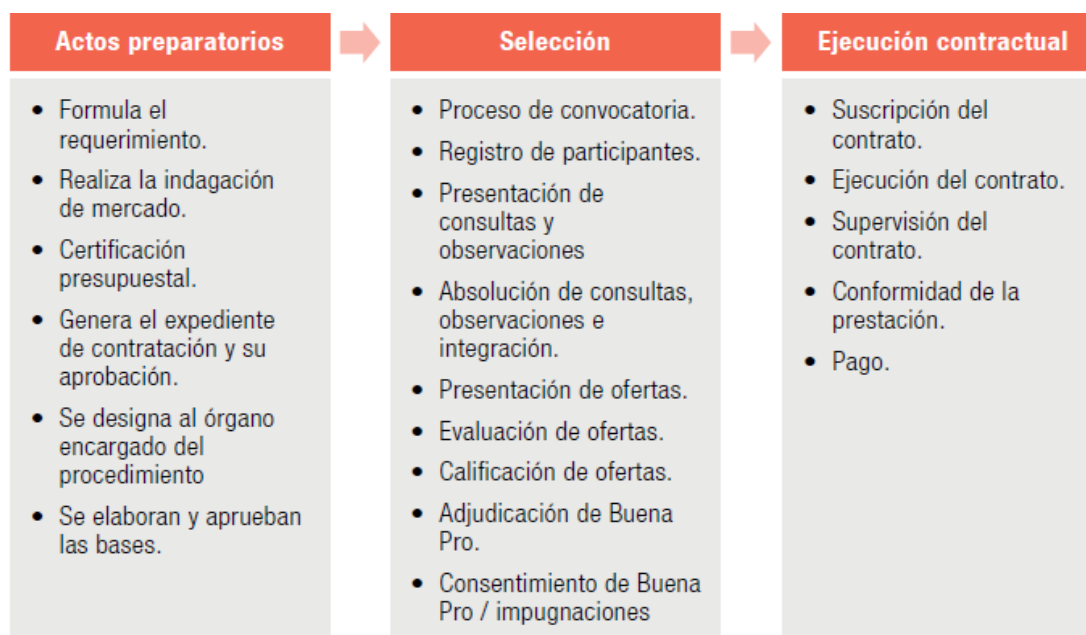 Actos preparatorios
• Formula el
requerimiento.
• Realiza la indagación
de mercado.
• Certificación
presupuestal.
• Genera el expediente
de contratación y su
aprobación.
• Se designa al órgano
encargado del
procedimiento
• Se elaboran y aprueban
las bases.
Selección
• Proceso de convocatoria.
• Registro de participantes.
• Presentación de
consultas y
observaciones
• Absolución de consultas,
observaciones e
integración.
• Presentación de ofertas.
• Evaluación de ofertas.
• Calificación de ofertas.
• Adjudicación de Buena
Pro.
• Consentimiento de Buena
Pro / impugnaciones
Ejecución contractual
• Suscripción del
contrato.
• Ejecución del contrato.
• Supervisión del
contrato.
• Conformidad de la
prestación.
• Pago.